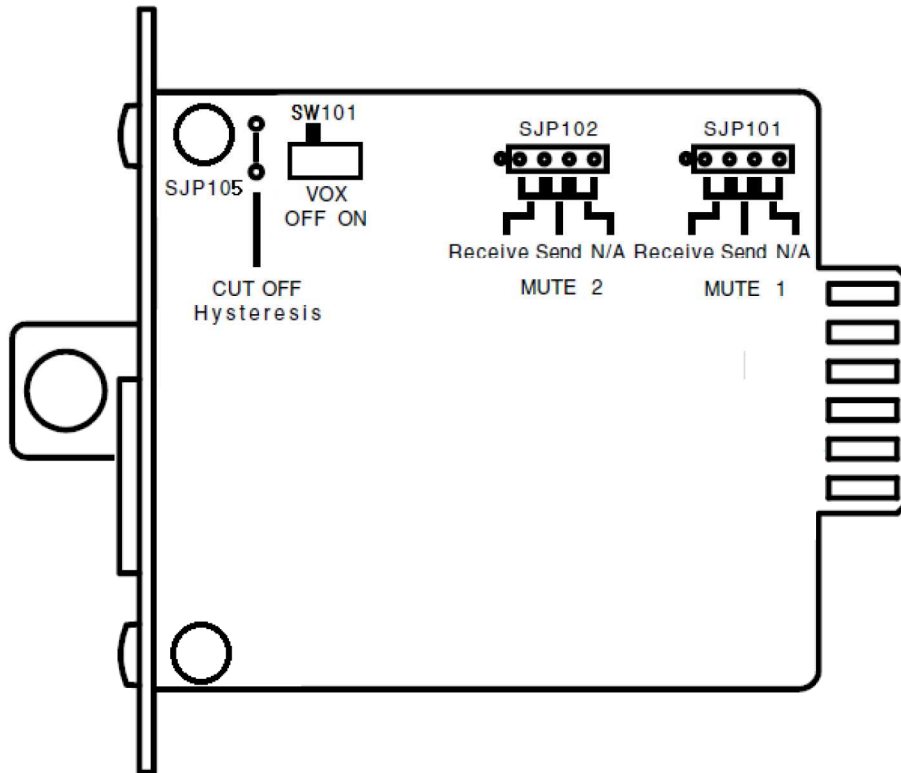 SW101
SJP105
VOX
OFF ON
CUT OFF
Hysteresis
SJP102
Receive Send N/A
MUTE 2
SJP101
Receive Send N/A
MUTE 1